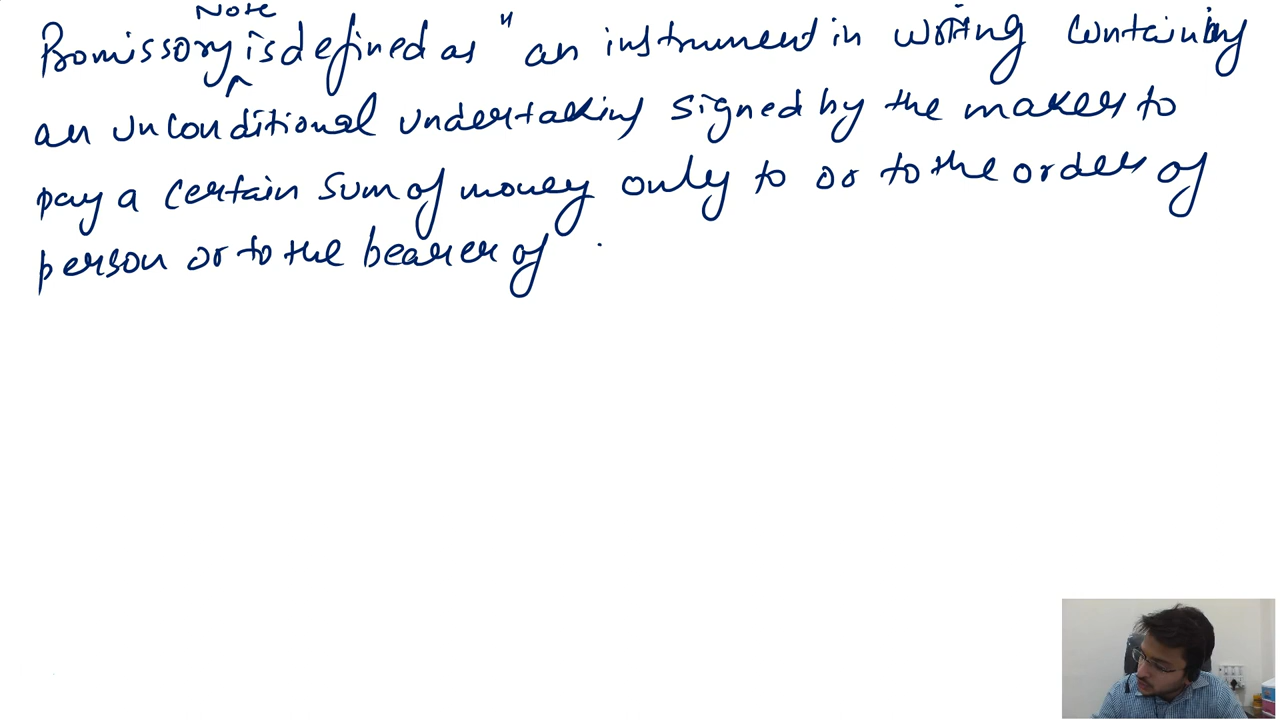 Promissory Note is defined as " an instrument in writing containing
an unconditional undertaking signed by the maker to
pay a certain sum of money only to or to the order of
person or to the bearer of